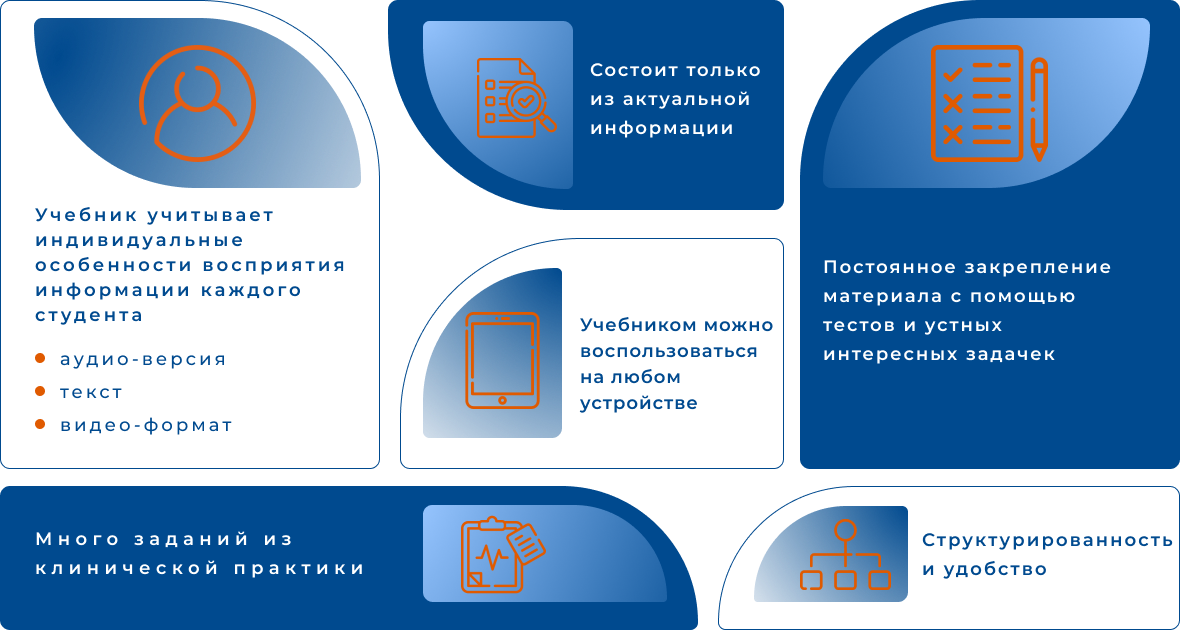 Учебник учитывает
индивидуальные
особенности восприятия
информации каждого
студента
аудио-версия
текст
видео-формат
Состоит только
из актуальной
информации
Учебником можно
воспользоваться
на любом
устройстве
Постоянное закрепление
материала с помощью
тестов и устных
интересных задачек
Много заданий из
клинической практики
Структурированность
и удобство